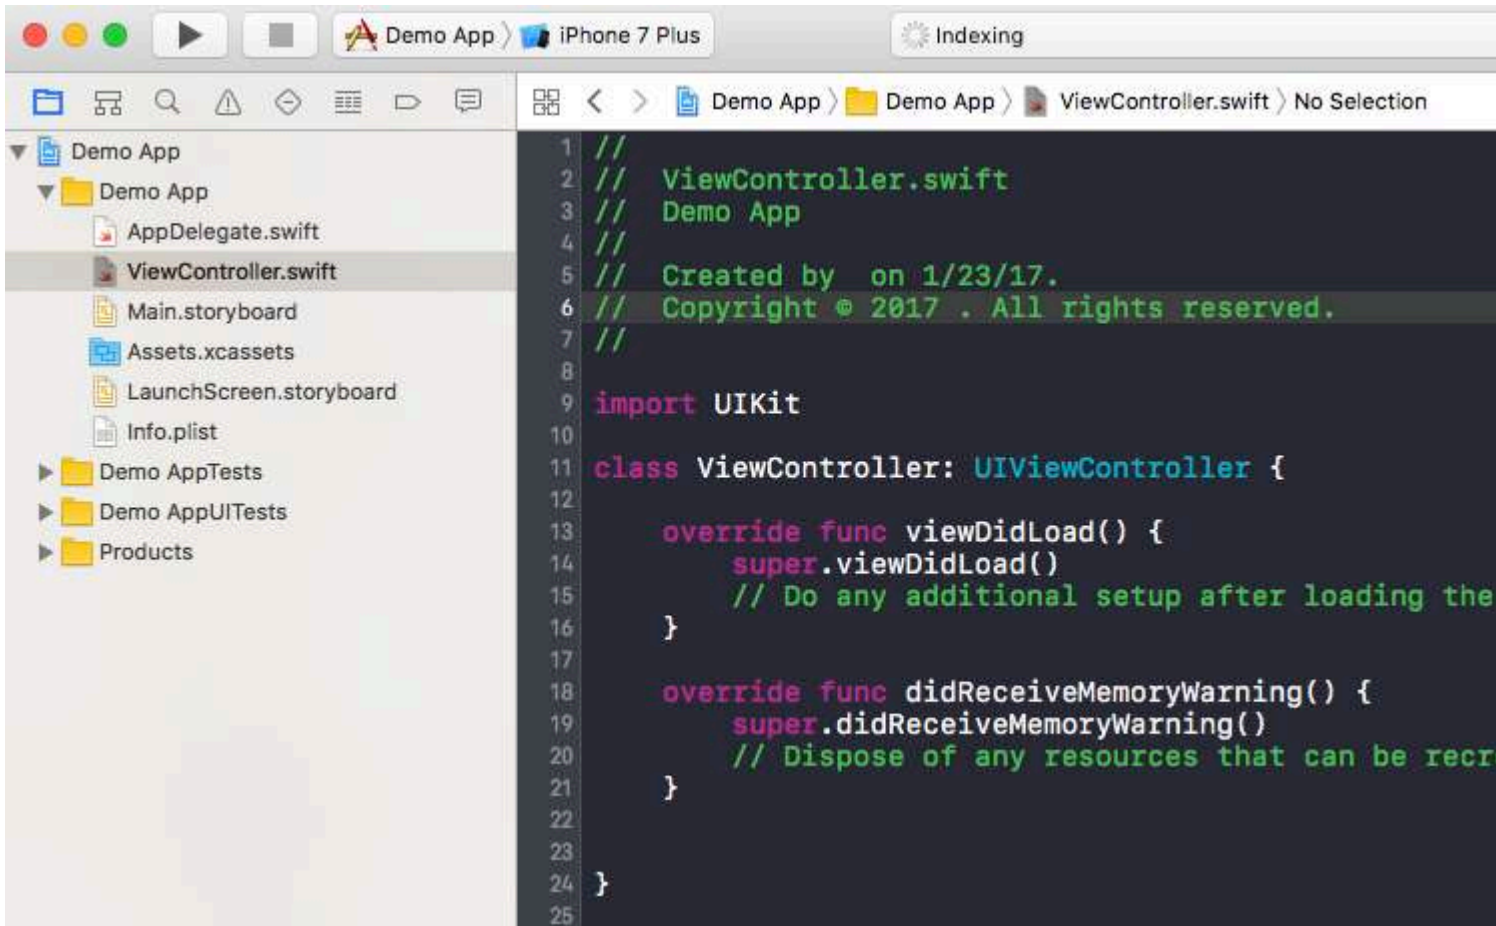 Demo App iPhone 7 Plus Indexing
Demo App Demo App ViewController.swift No Selection
Demo App
Demo App
AppDelegate.swift
ViewController.swift
Main.storyboard
Assets.xcassets
LaunchScreen.storyboard
Info.plist
Demo AppTests
Demo AppUITests
Products
1 //
2 // ViewController.swift
3 // Demo App
4 //
5 // Created by  on 1/23/17.
6 // Copyright © 2017 . All rights reserved.
7 //
8
9 import UIKit
10
11 class ViewController: UIViewController {
12
13     override func viewDidLoad() {
14         super.viewDidLoad()
15         // Do any additional setup after loading the
16     }
17
18     override func didReceiveMemoryWarning() {
19         super.didReceiveMemoryWarning()
20         // Dispose of any resources that can be recr
21     }
22
23
24 }
25